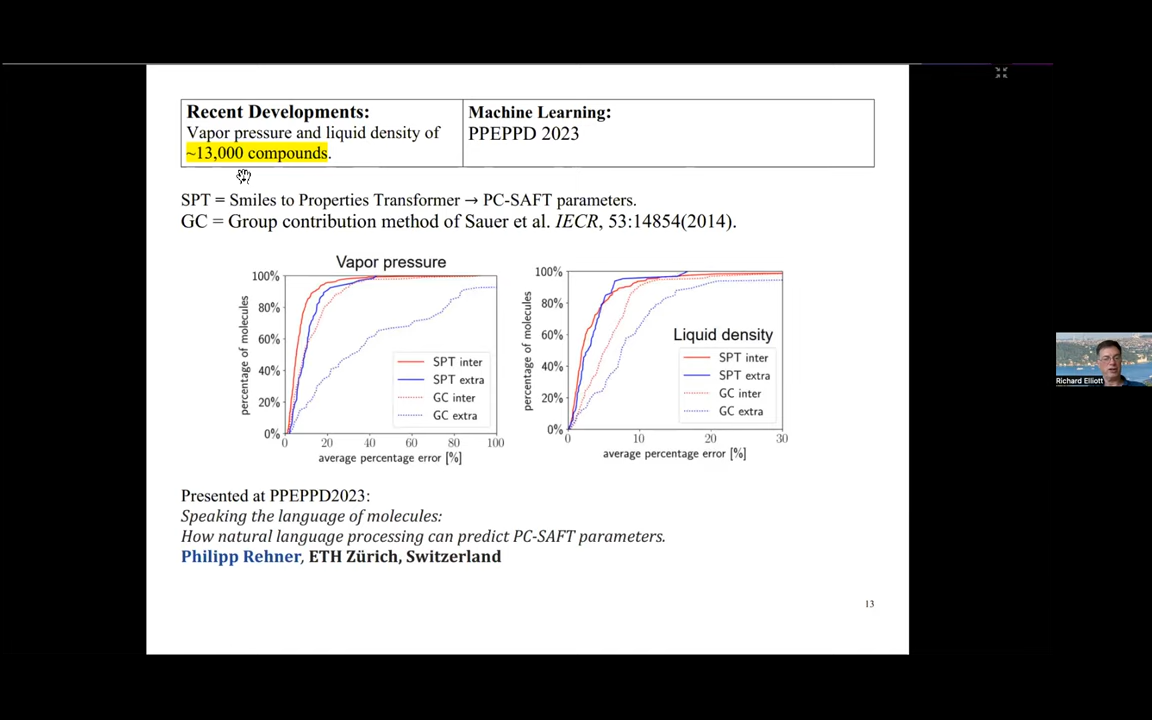 Recent Developments:
Vapor pressure and liquid density of
~13,000 compounds.
Machine Learning:
PPEPPD 2023
SPT = Smiles to Properties Transformer → PC-SAFT parameters.
GC = Group contribution method of Sauer et al. IECR, 53:14854(2014).
Vapor pressure
100%
80%
60%
40%
20%
0%
percentage of molecules
SPT inter
SPT extra
GC inter
GC extra
0 20 40 60 80 100
average percentage error [%]
100%
80%
60%
40%
20%
0%
percentage of molecules
Liquid density
SPT inter
SPT extra
GC inter
GC extra
0 10 20 30
average percentage error [%]
Richard Elliott
Presented at PPEPPD2023:
Speaking the language of molecules:
How natural language processing can predict PC-SAFT parameters.
Philipp Rehner, ETH Zürich, Switzerland
13